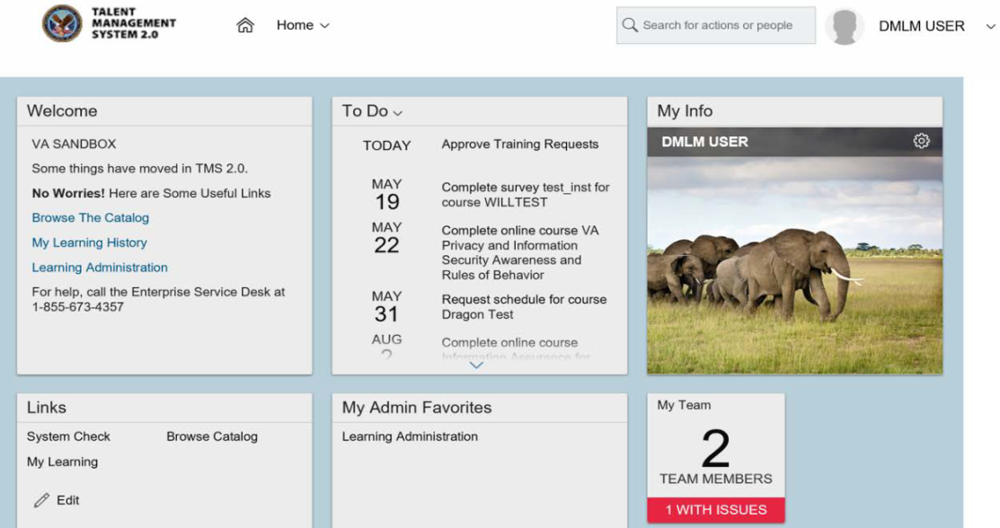 TALENT
MANAGEMENT
SYSTEM 2.0
Home
Search for actions or people
DMLM USER
Welcome
VA SANDBOX
Some things have moved in TMS 2.0.
No Worries! Here are Some Useful Links
Browse The Catalog
My Learning History
Learning Administration
For help, call the Enterprise Service Desk at
1-855-673-4357
To Do
TODAY
Approve Training Requests
MAY
19
Complete survey test_inst for
course WILLTEST
MAY
22
Complete online course VA
Privacy and Information
Security Awareness and
Rules of Behavior
MAY
31
Request schedule for course
Dragon Test
AUG
2
Complete online course
Information Assurance for
My Info
DMLM USER
Links
System Check
Browse Catalog
My Learning
Edit
My Admin Favorites
Learning Administration
My Team
2
TEAM MEMBERS
1 WITH ISSUES